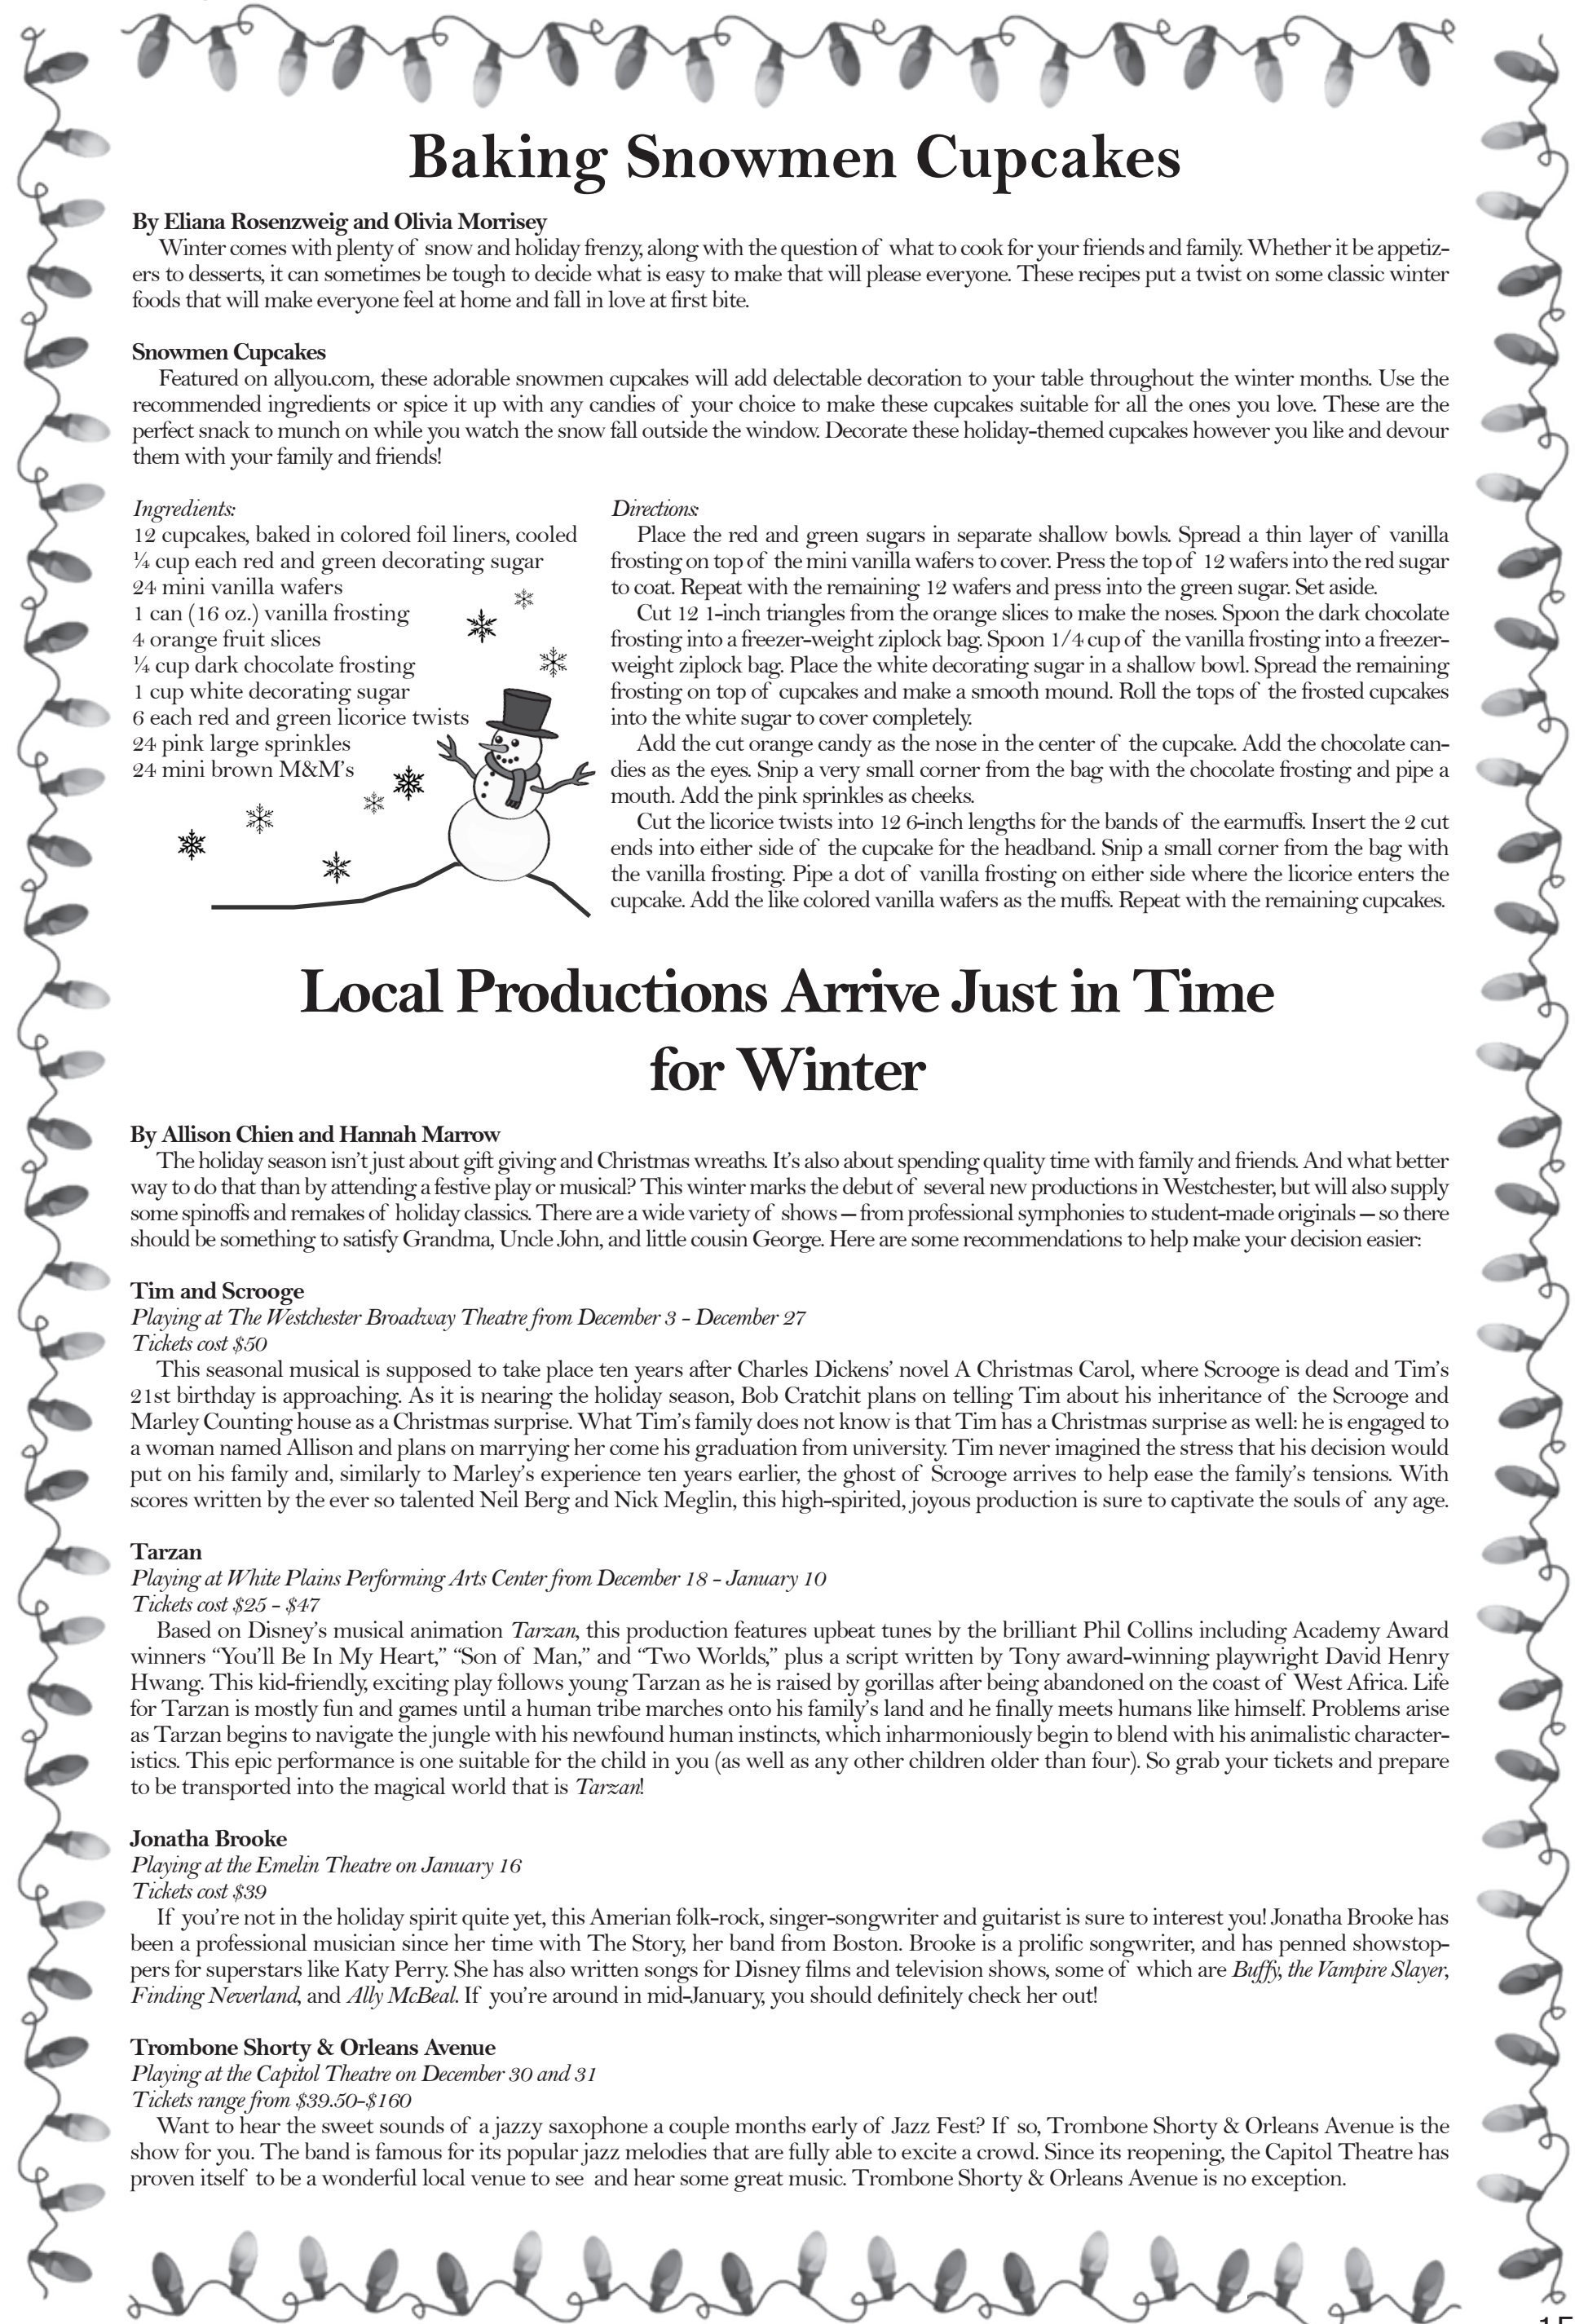 Baking Snowmen Cupcakes
By Eliana Rosenzweig and Olivia Morrisey
Winter comes with plenty of snow and holiday frenzy, along with the question of what to cook for your friends and family. Whether it be appetiz-
ers to desserts, it can sometimes be tough to decide what is easy to make that will please everyone. These recipes put a twist on some classic winter
foods that will make everyone feel at home and fall in love at first bite.
Snowmen Cupcakes
Featured on allyou.com, these adorable snowmen cupcakes will add delectable decoration to your table throughout the winter months. Use the
recommended ingredients or spice it up with any candies of your choice to make these cupcakes suitable for all the ones you love. These are the
perfect snack to munch on while you watch the snow fall outside the window. Decorate these holiday-themed cupcakes however you like and devour
them with your family and friends!
Ingredients:
12 cupcakes, baked in colored foil liners, cooled
¼ cup each red and green decorating sugar
24 mini vanilla wafers
1 can (16 oz.) vanilla frosting
4 orange fruit slices
¼ cup dark chocolate frosting
1 cup white decorating sugar
6 each red and green licorice twists
24 pink large sprinkles
24 mini brown M&M's
Directions:
Place the red and green sugars in separate shallow bowls. Spread a thin layer of vanilla
frosting on top of the mini vanilla wafers to cover. Press the top of 12 wafers into the red sugar
to coat. Repeat with the remaining 12 wafers and press into the green sugar. Set aside.
Cut 12 1-inch triangles from the orange slices to make the noses. Spoon the dark chocolate
frosting into a freezer-weight ziplock bag. Spoon 1/4 cup of the vanilla frosting into a freezer-
weight ziplock bag. Place the white decorating sugar in a shallow bowl. Spread the remaining
frosting on top of cupcakes and make a smooth mound. Roll the tops of the frosted cupcakes
into the white sugar to cover completely.
Add the cut orange candy as the nose in the center of the cupcake. Add the chocolate can-
dies as the eyes. Snip a very small corner from the bag with the chocolate frosting and pipe a
mouth. Add the pink sprinkles as cheeks.
Cut the licorice twists into 12 6-inch lengths for the bands of the earmuffs. Insert the 2 cut
ends into either side of the cupcake for the headband. Snip a small corner from the bag with
the vanilla frosting. Pipe a dot of vanilla frosting on either side where the licorice enters the
cupcake. Add the like colored vanilla wafers as the muffs. Repeat with the remaining cupcakes.
Local Productions Arrive Just in Time
for Winter
By Allison Chien and Hannah Marrow
The holiday season isn't just about gift giving and Christmas wreaths. It's also about spending quality time with family and friends. And what better
way to do that than by attending a festive play or musical? This winter marks the debut of several new productions in Westchester, but will also supply
some spinoffs and remakes of holiday classics. There are a wide variety of shows – from professional symphonies to student-made originals – so there
should be something to satisfy Grandma, Uncle John, and little cousin George. Here are some recommendations to help make your decision easier:
Tim and Scrooge
Playing at The Westchester Broadway Theatre from December 3 - December 27
Tickets cost $50
This seasonal musical is supposed to take place ten years after Charles Dickens' novel A Christmas Carol, where Scrooge is dead and Tim's
21st birthday is approaching. As it is nearing the holiday season, Bob Cratchit plans on telling Tim about his inheritance of the Scrooge and
Marley Counting house as a Christmas surprise. What Tim's family does not know is that Tim has a Christmas surprise as well: he is engaged to
a woman named Allison and plans on marrying her come his graduation from university. Tim never imagined the stress that his decision would
put on his family and, similarly to Marley's experience ten years earlier, the ghost of Scrooge arrives to help ease the family's tensions. With
scores written by the ever so talented Neil Berg and Nick Meglin, this high-spirited, joyous production is sure to captivate the souls of any age.
Tarzan
Playing at White Plains Performing Arts Center from December 18 - January 10
Tickets cost $25 - $47
Based on Disney's musical animation Tarzan, this production features upbeat tunes by the brilliant Phil Collins including Academy Award
winners “You'll Be In My Heart,” “Son of Man,” and “Two Worlds,” plus a script written by Tony award-winning playwright David Henry
Hwang. This kid-friendly, exciting play follows young Tarzan as he is raised by gorillas after being abandoned on the coast of West Africa. Life
for Tarzan is mostly fun and games until a human tribe marches onto his family's land and he finally meets humans like himself. Problems arise
as Tarzan begins to navigate the jungle with his newfound human instincts, which inharmoniously begin to blend with his animalistic character-
istics. This epic performance is one suitable for the child in you (as well as any other children older than four). So grab your tickets and prepare
to be transported into the magical world that is Tarzan!
Jonatha Brooke
Playing at the Emelin Theatre on January 16
Tickets cost $39
If you're not in the holiday spirit quite yet, this Amerian folk-rock, singer-songwriter and guitarist is sure to interest you! Jonatha Brooke has
been a professional musician since her time with The Story, her band from Boston. Brooke is a prolific songwriter, and has penned showstop-
pers for superstars like Katy Perry. She has also written songs for Disney films and television shows, some of which are Buffy, the Vampire Slayer,
Finding Neverland, and Ally McBeal. If you're around in mid-January, you should definitely check her out!
Trombone Shorty & Orleans Avenue
Playing at the Capitol Theatre on December 30 and 31
Tickets range from $39.50-$160
Want to hear the sweet sounds of a jazzy saxophone a couple months early of Jazz Fest? If so, Trombone Shorty & Orleans Avenue is the
show for you. The band is famous for its popular jazz melodies that are fully able to excite a crowd. Since its reopening, the Capitol Theatre has
proven itself to be a wonderful local venue to see and hear some great music. Trombone Shorty & Orleans Avenue is no exception.